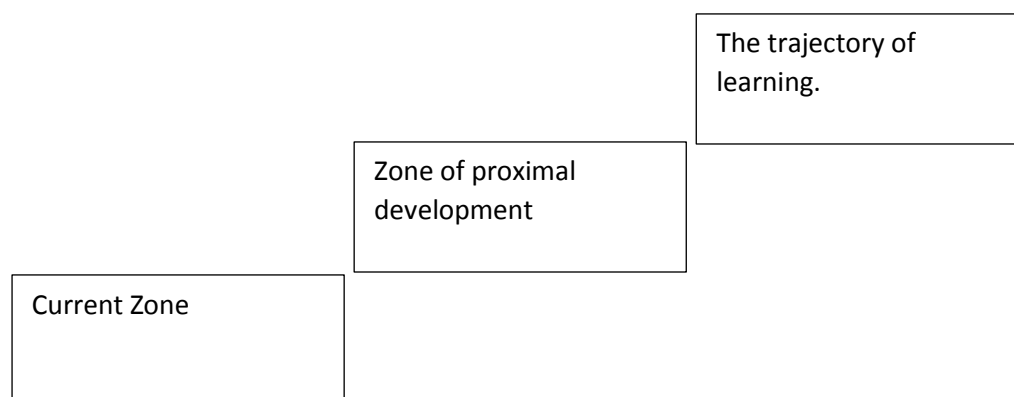 The trajectory of
learning.
Zone of proximal
development
Current Zone